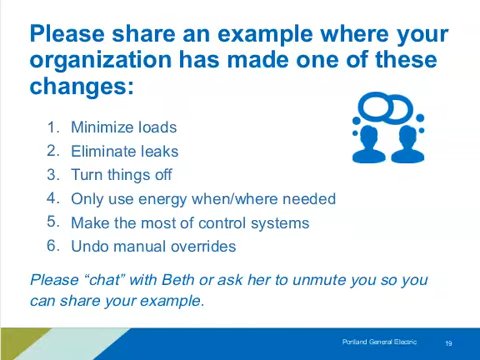 Please share an example where your
organization has made one of these
changes:
1. Minimize loads
2. Eliminate leaks
3. Turn things off
4. Only use energy when/where needed
5. Make the most of control systems
6. Undo manual overrides
Please “chat” with Beth or ask her to unmute you so you
can share your example.
Portland General Electric 19